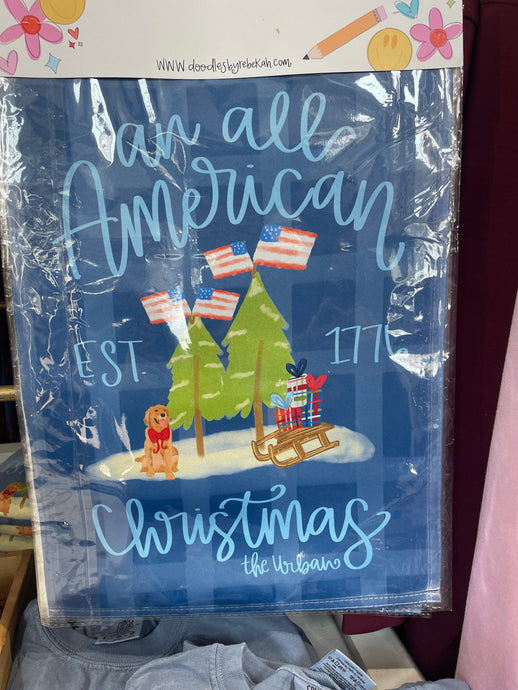 www.doodlesbyrebekah.com
an all
American
EST. 1776
Christmas
the Urban